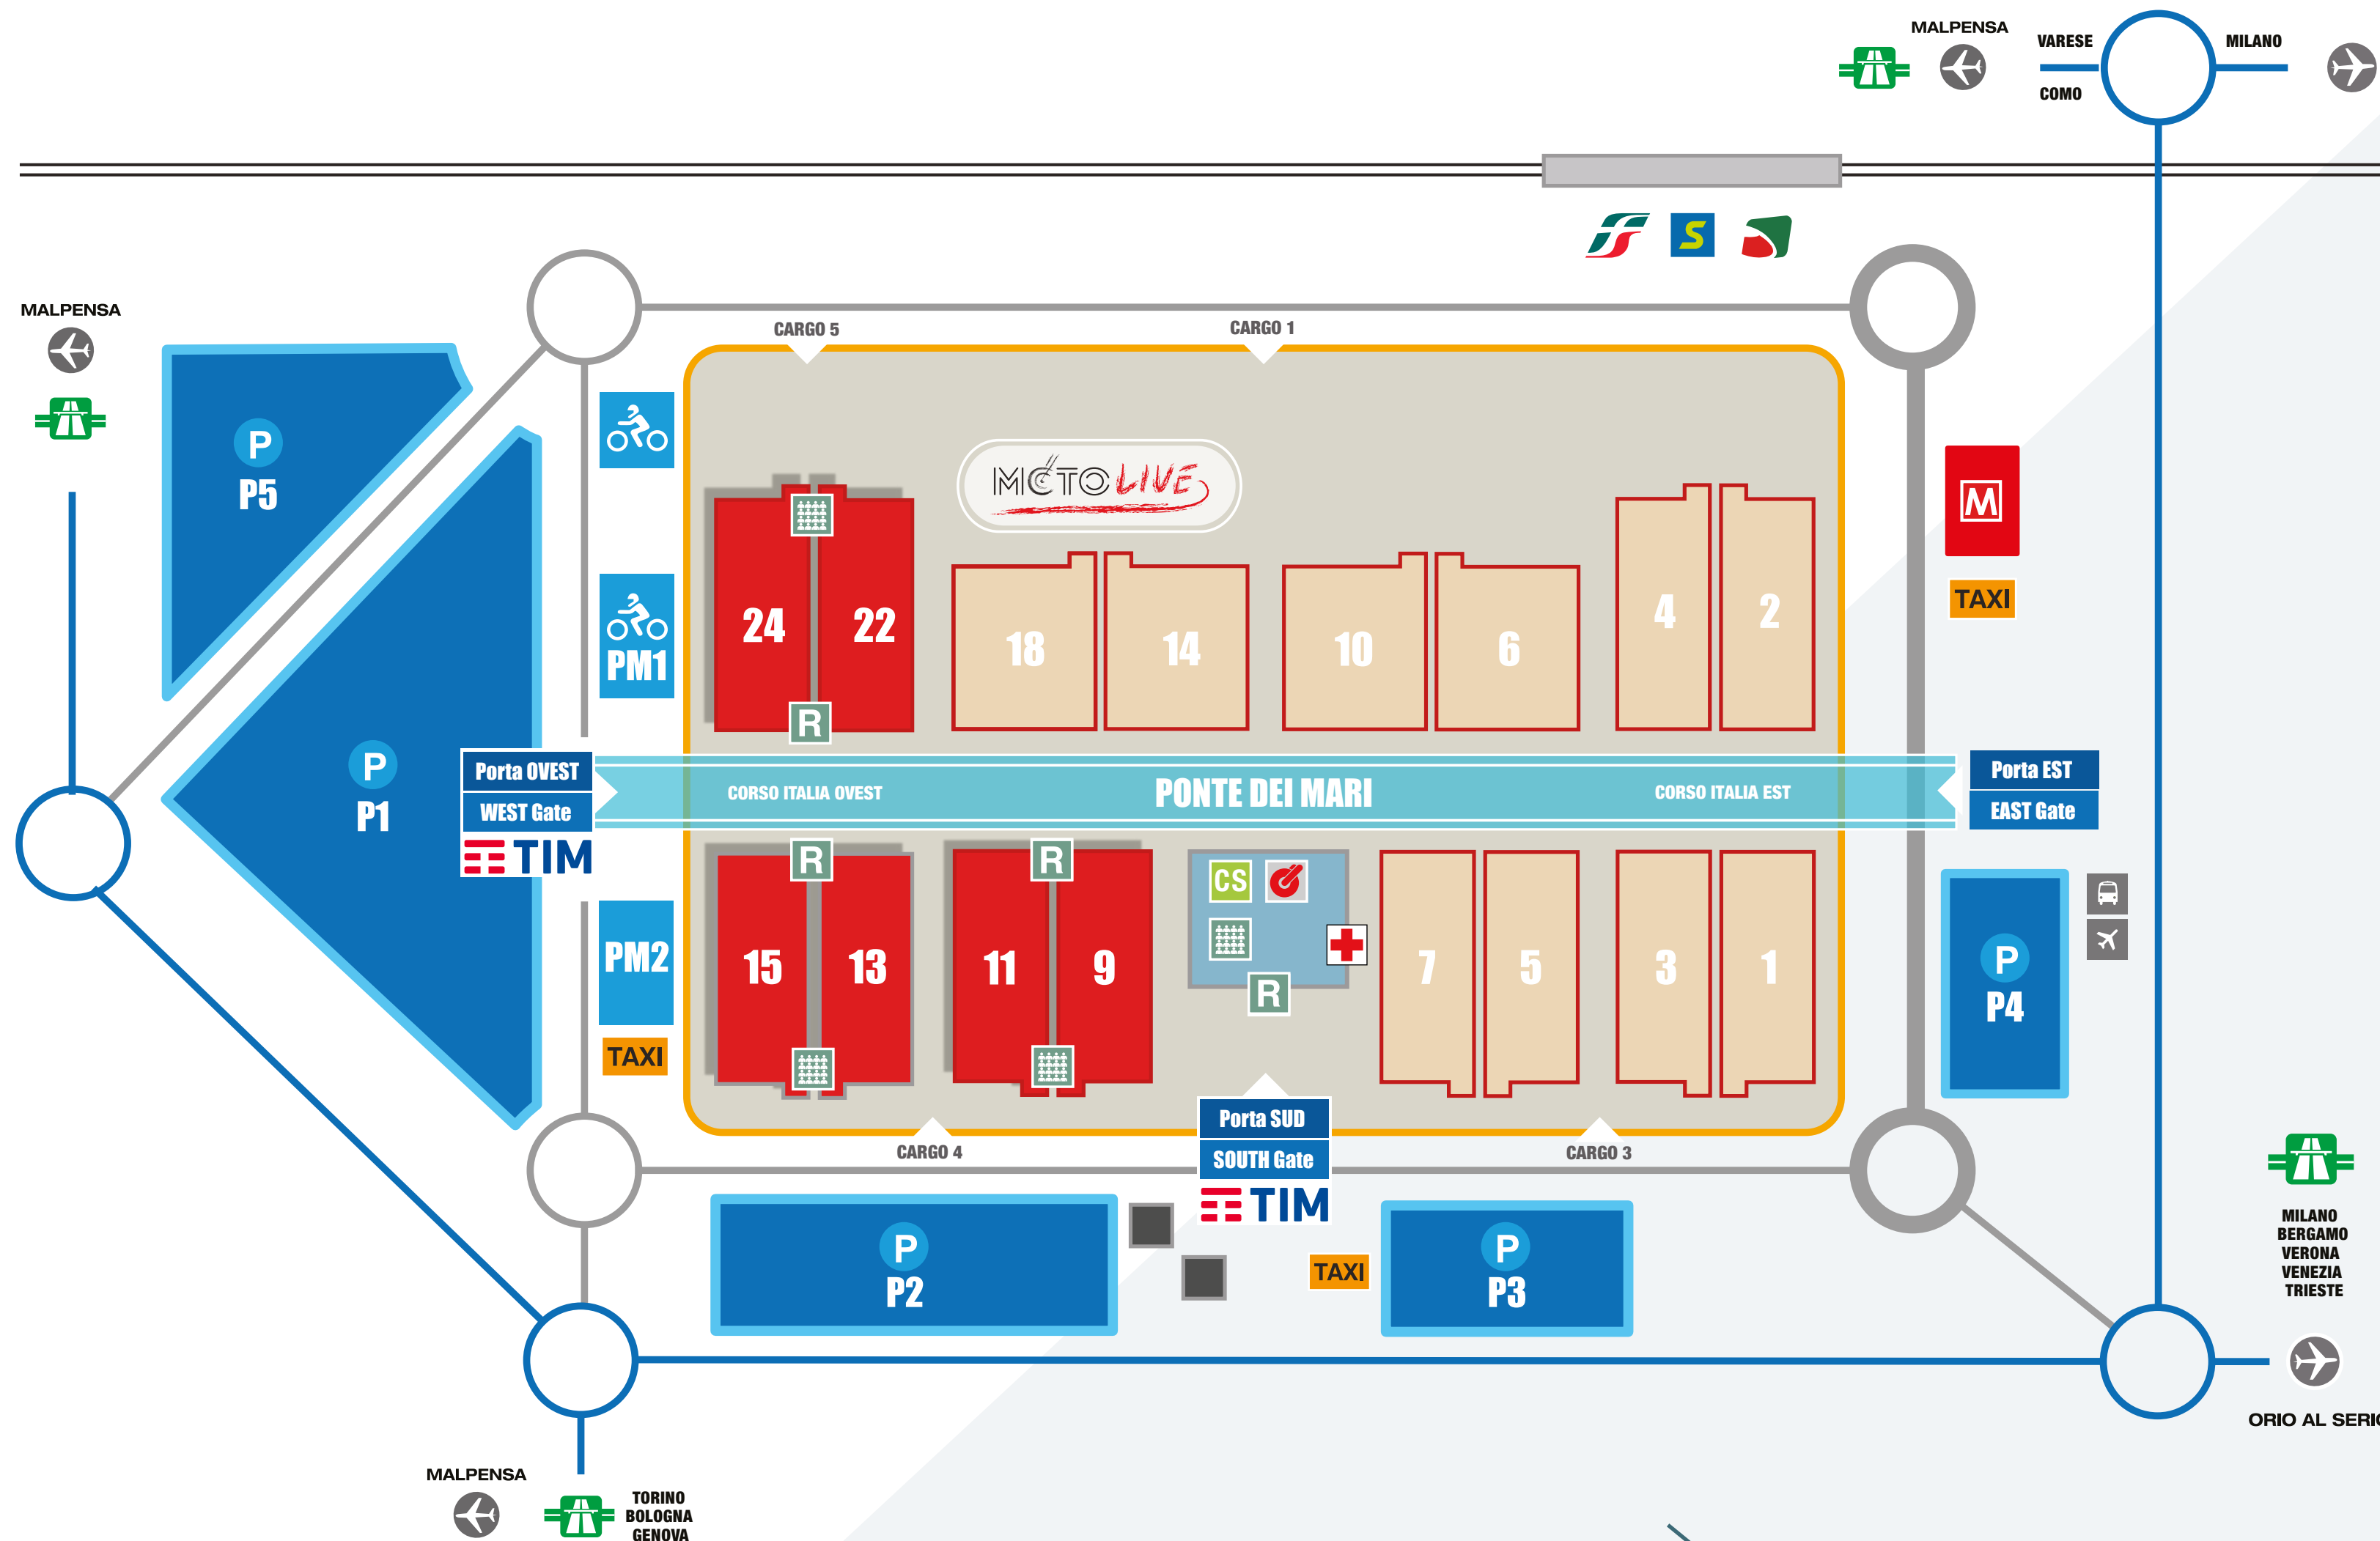 MALPENSA
VARESE
MILANO
COMO
S
MALPENSA
CARGO 5
CARGO 1
P
P5
MOTO LIVE
M
TAXI
PM1
24
22
18
14
10
6
4
2
R
P
P1
Porta OVEST
WEST Gate
TIM
CORSO ITALIA OVEST
PONTE DEI MARI
CORSO ITALIA EST
Porta EST
EAST Gate
R
R
CS
PM2
15
13
11
9
R
7
5
3
1
P
P4
TAXI
Porta SUD
SOUTH Gate
TIM
CARGO 4
CARGO 3
P
P2
TAXI
P
P3
MILANO
BERGAMO
VERONA
VENEZIA
TRIESTE
ORIO AL SERIO
MALPENSA
TORINO
BOLOGNA
GENOVA